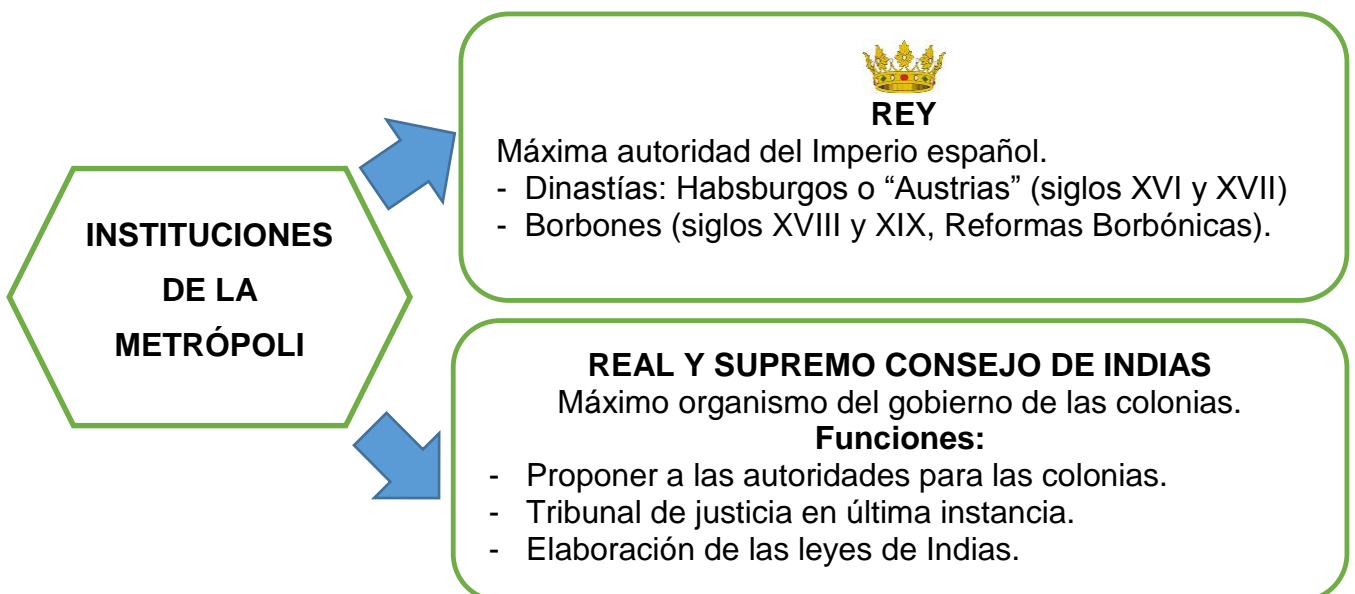 INSTITUCIONES
DE LA
METRÓPOLI
REY
Máxima autoridad del Imperio español.
- Dinastías: Habsburgos o “Austrias” (siglos XVI y XVII)
- Borbones (siglos XVIII y XIX, Reformas Borbónicas).
REAL Y SUPREMO CONSEJO DE INDIAS
Máximo organismo del gobierno de las colonias.
Funciones:
- Proponer a las autoridades para las colonias.
- Tribunal de justicia en última instancia.
- Elaboración de las leyes de Indias.